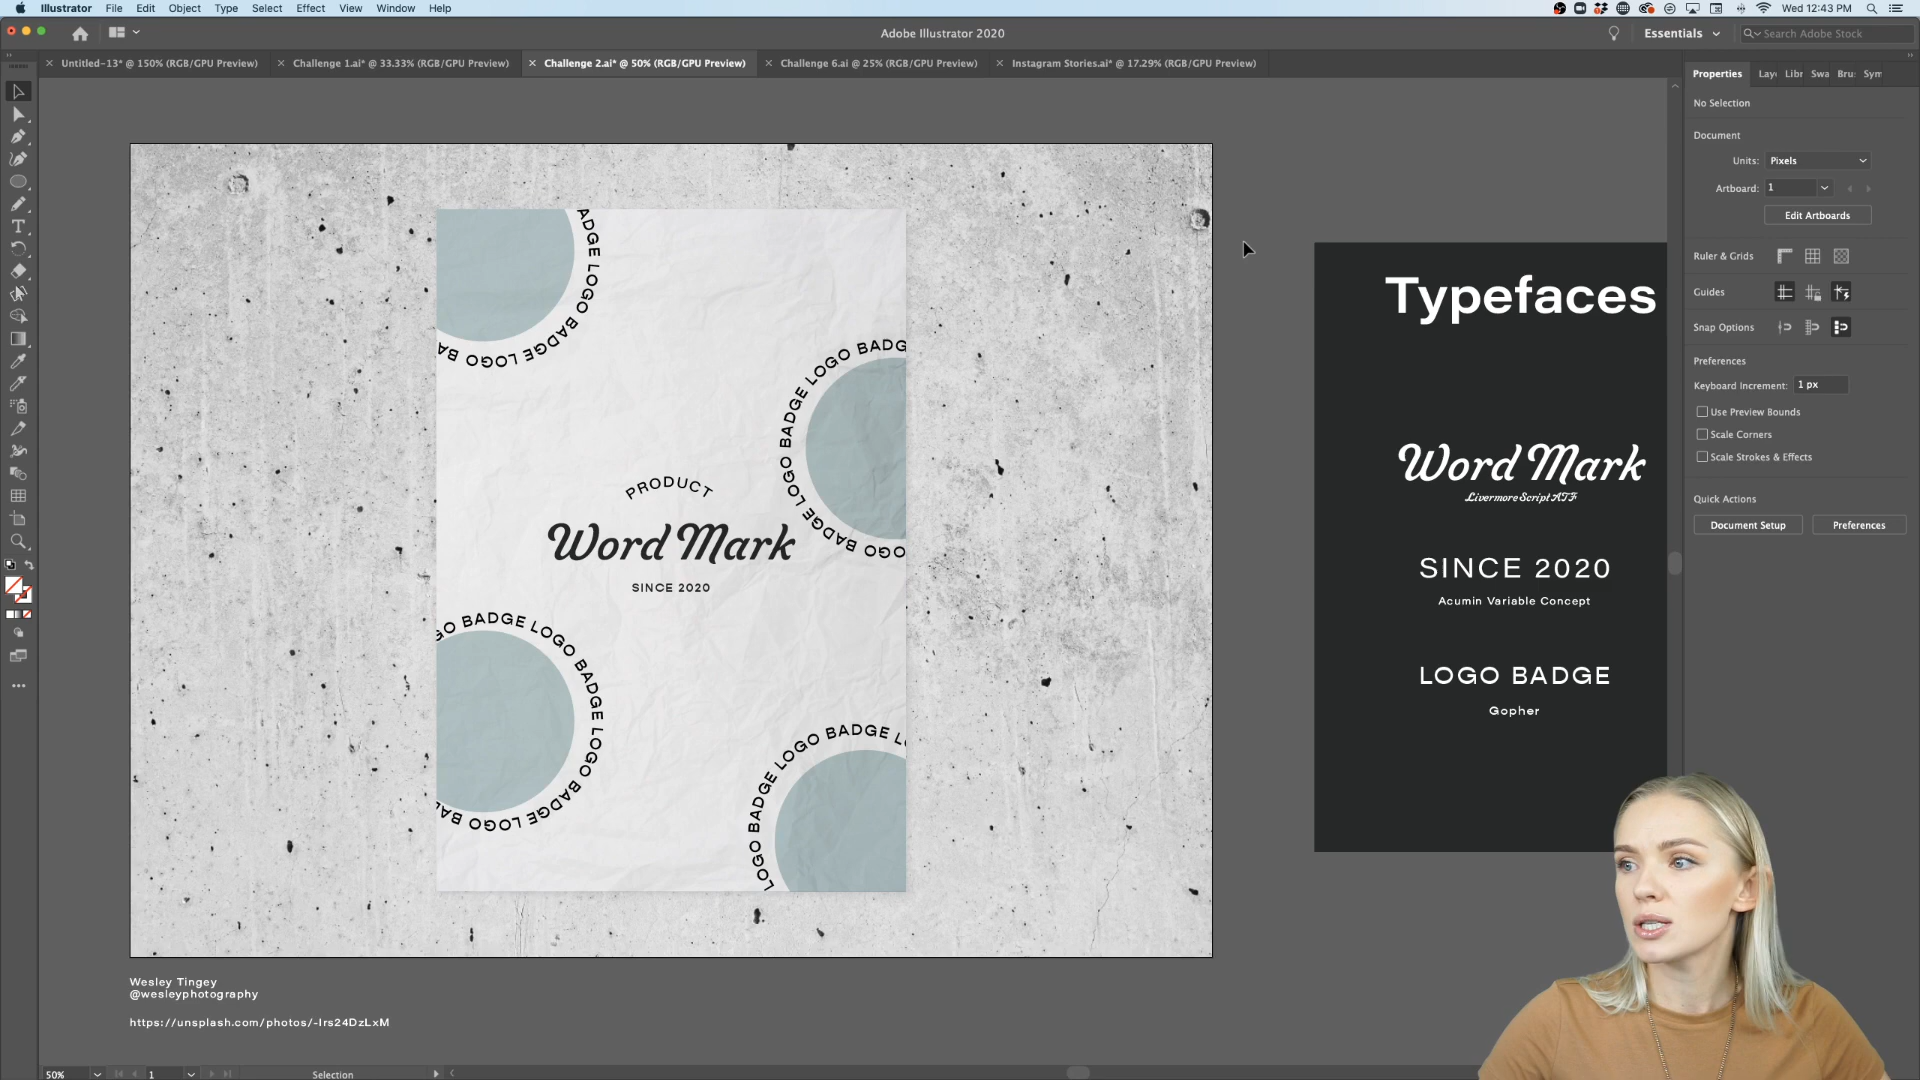 Illustrator File Edit Object Type Select Effect View Window Help
Wed 12:43 PM
Adobe Illustrator 2020
Essentials
Search Adobe Stock
Untitled-13* @ 150% (RGB/GPU Preview)
Challenge 1.ai* @ 33.33% (RGB/GPU Preview)
Challenge 2.ai* @ 50% (RGB/GPU Preview)
Challenge 6.ai @ 25% (RGB/GPU Preview)
Instagram Stories.ai* @ 17.29% (RGB/GPU Preview)
Properties Laye Libr Swa Bru: Sym
No Selection
Document
Units: Pixels
Artboard: 1
Edit Artboards
Ruler & Grids
Guides
Snap Options
Preferences
Keyboard Increment: 1 px
Use Preview Bounds
Scale Corners
Scale Strokes & Effects
Quick Actions
Document Setup Preferences
ADGE LOGO BADGE LOGO BA
LOGO BADGE LOGO BADGE LOGO BADG
PRODUCT
Word Mark
SINCE 2020
GO BADGE LOGO BADGE LOGO BADGE LOGO BA
LOGO BADGE LOGO BADGE L
Typefaces
Word Mark
Livermore Script ATF
SINCE 2020
Acumin Variable Concept
LOGO BADGE
Gopher
Wesley Tingey
@wesleyphotography
https://unsplash.com/photos/-Irs24DzLxM
50% 1 Selection